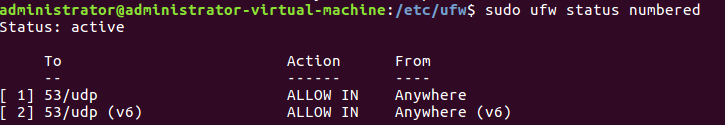 administrator@administrator-virtual-machine:/etc/ufw$ sudo ufw status numbered
Status: active
     To                         Action      From
     --                         ------      ----
[ 1] 53/udp                     ALLOW IN    Anywhere
[ 2] 53/udp (v6)                ALLOW IN    Anywhere (v6)